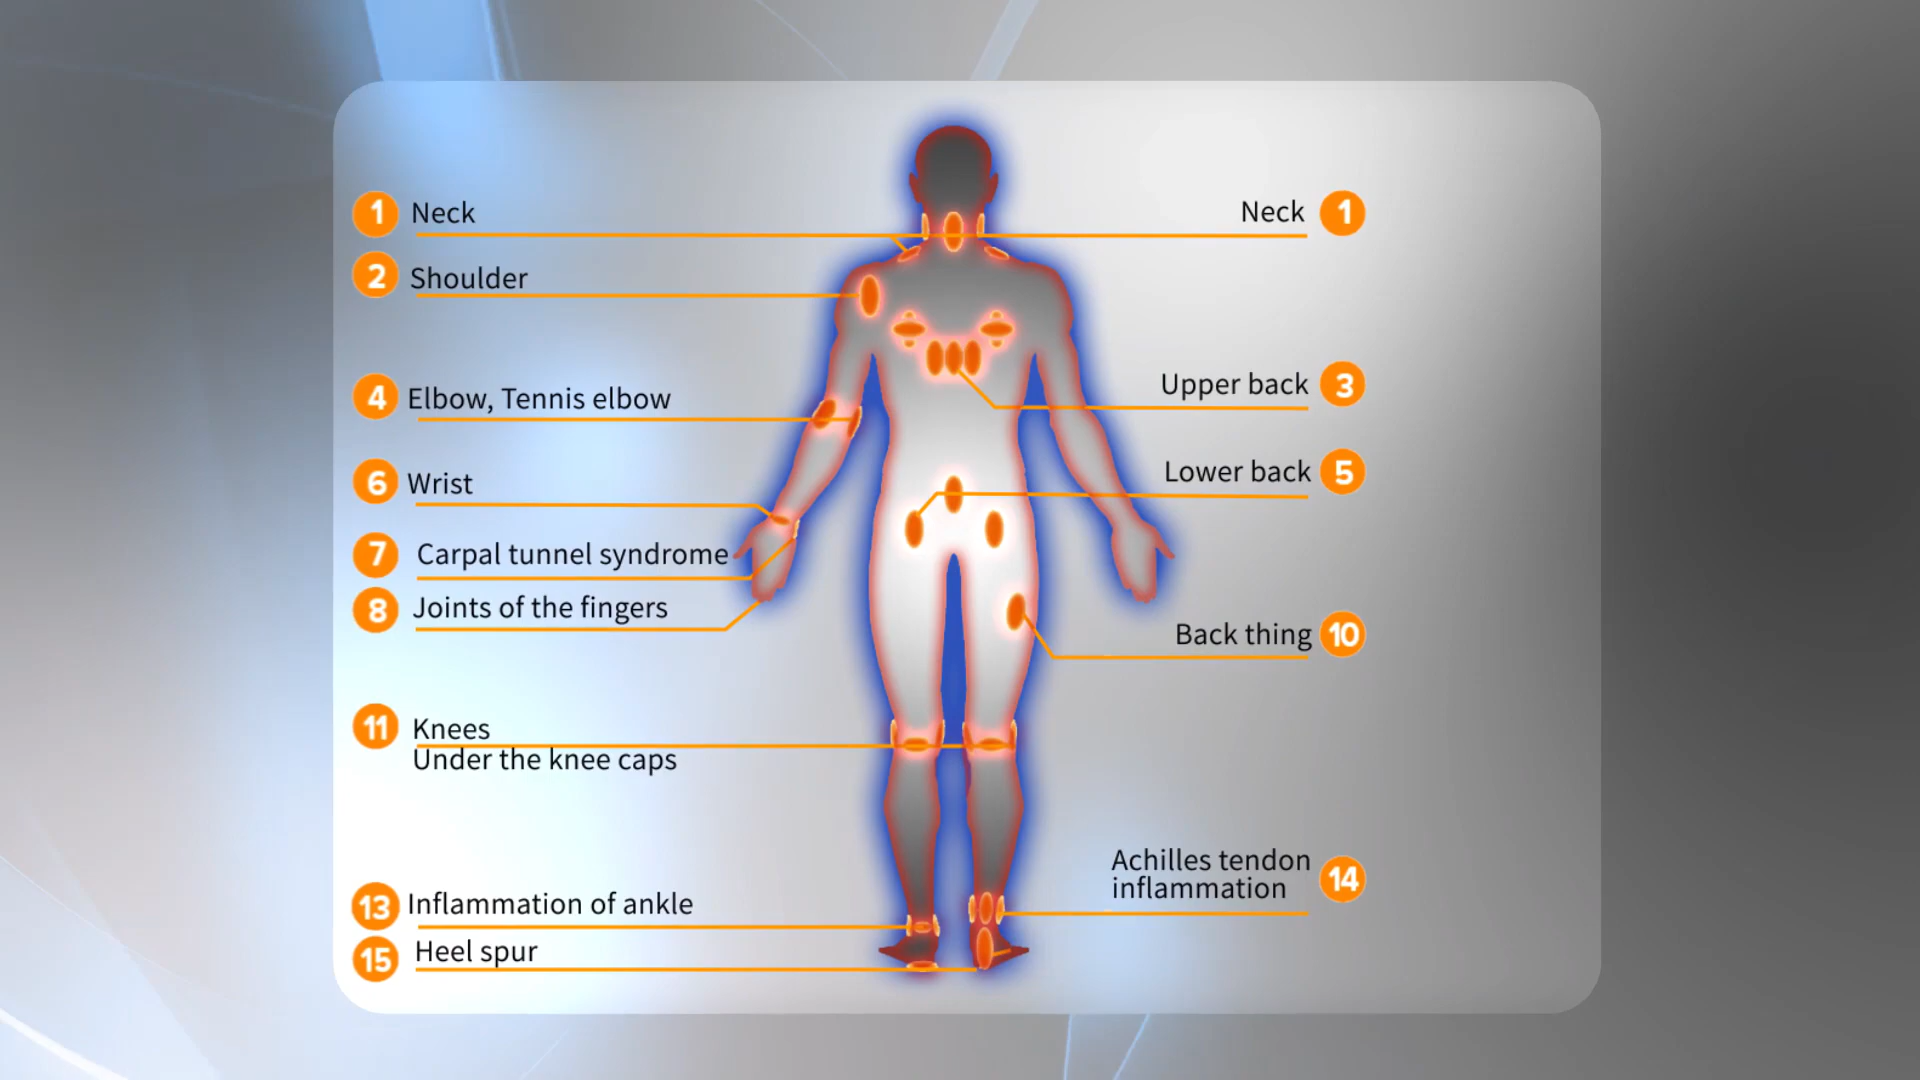 1 Neck
Neck 1
2 Shoulder
Upper back 3
4 Elbow, Tennis elbow
Lower back 5
6 Wrist
7 Carpal tunnel syndrome
8 Joints of the fingers
Back thing 10
11 Knees
Under the knee caps
Achilles tendon
inflammation 14
13 Inflammation of ankle
15 Heel spur